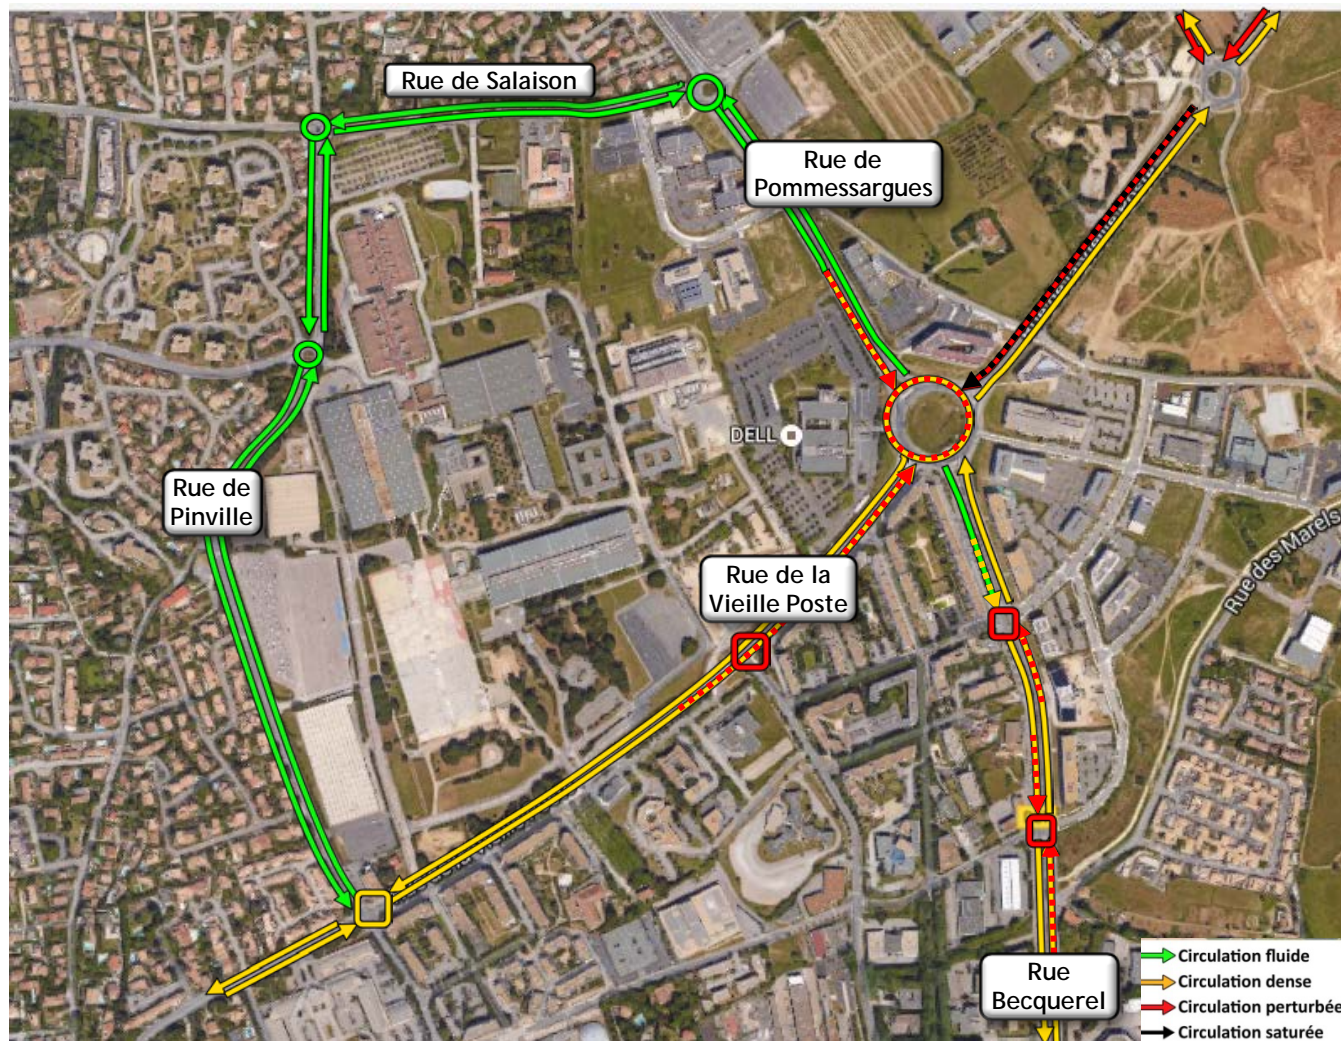 Rue de Salaison
Rue de
Pommessargues
DELL
Rue de
Pinville
Rue de la
Vieille Poste
Rue des Marels
Rue
Becquerel
Circulation fluide
Circulation dense
Circulation perturbée
Circulation saturée